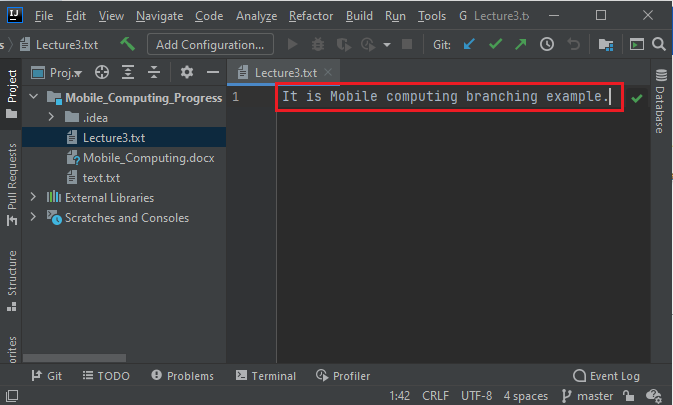 IJ File Edit View Navigate Code Analyze Refactor Build Run Tools G Lecture3.t
s Lecture3.txt Add Configuration... Git:
Project
Pull Requests
Structure
orites
Proj..
Mobile_Computing_Progress
.idea
Lecture3.txt
Mobile_Computing.docx
text.txt
External Libraries
Scratches and Consoles
Lecture3.txt
1 It is Mobile computing branching example.
Database
Git TODO Problems Terminal Profiler Event Log
1:42 CRLF UTF-8 4 spaces master